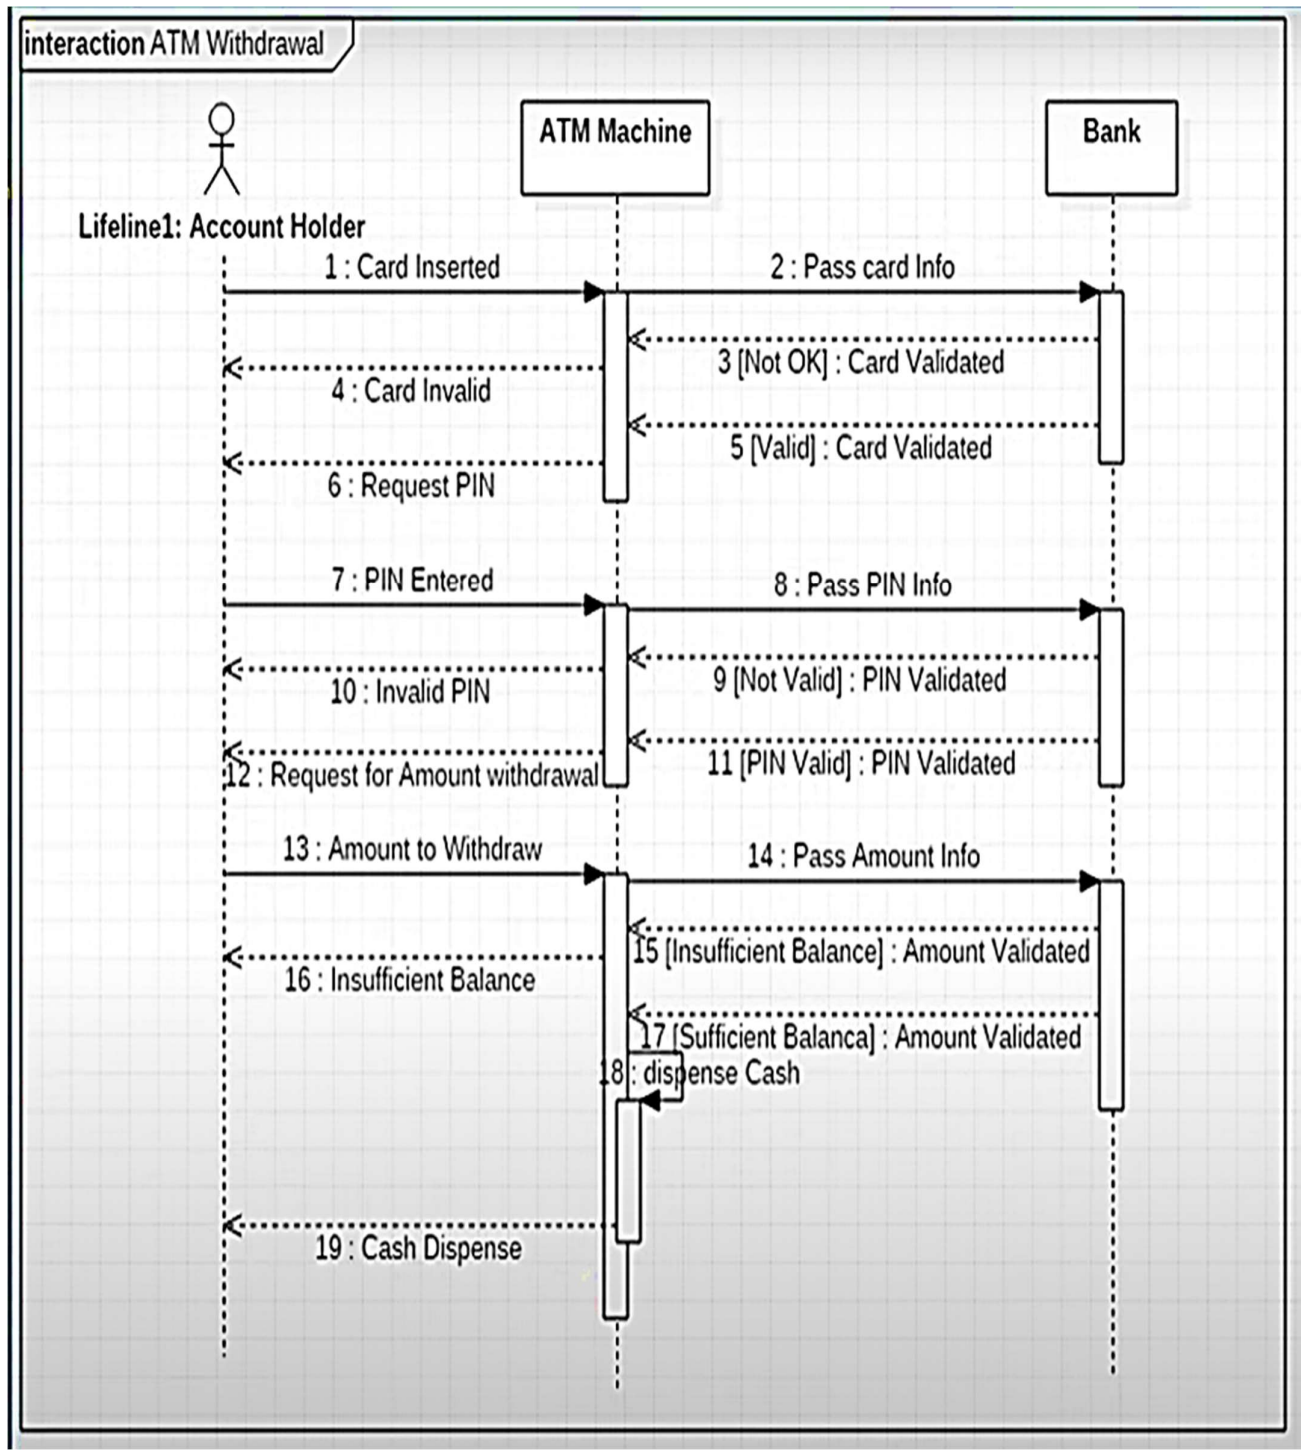 interaction ATM Withdrawal
ATM Machine
Bank
Lifeline1: Account Holder
1 : Card Inserted
2 : Pass card Info
3 [Not OK] : Card Validated
4 : Card Invalid
5 [Valid] : Card Validated
6 : Request PIN
7 : PIN Entered
8 : Pass PIN Info
9 [Not Valid] : PIN Validated
10 : Invalid PIN
11 [PIN Valid] : PIN Validated
12 : Request for Amount withdrawal
13 : Amount to Withdraw
14 : Pass Amount Info
15 [Insufficient Balance] : Amount Validated
16 : Insufficient Balance
17 [Sufficient Balanca] : Amount Validated
18 : dispense Cash
19 : Cash Dispense